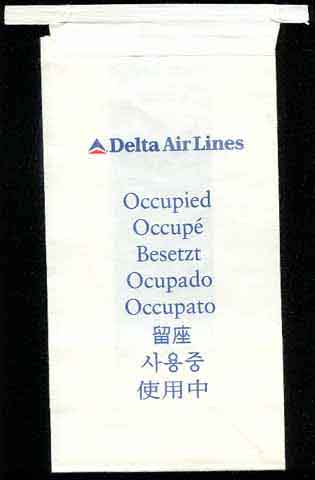 Delta Air Lines
Occupied
Occupé
Besetzt
Ocupado
Occupato
留座
사용중
使用中